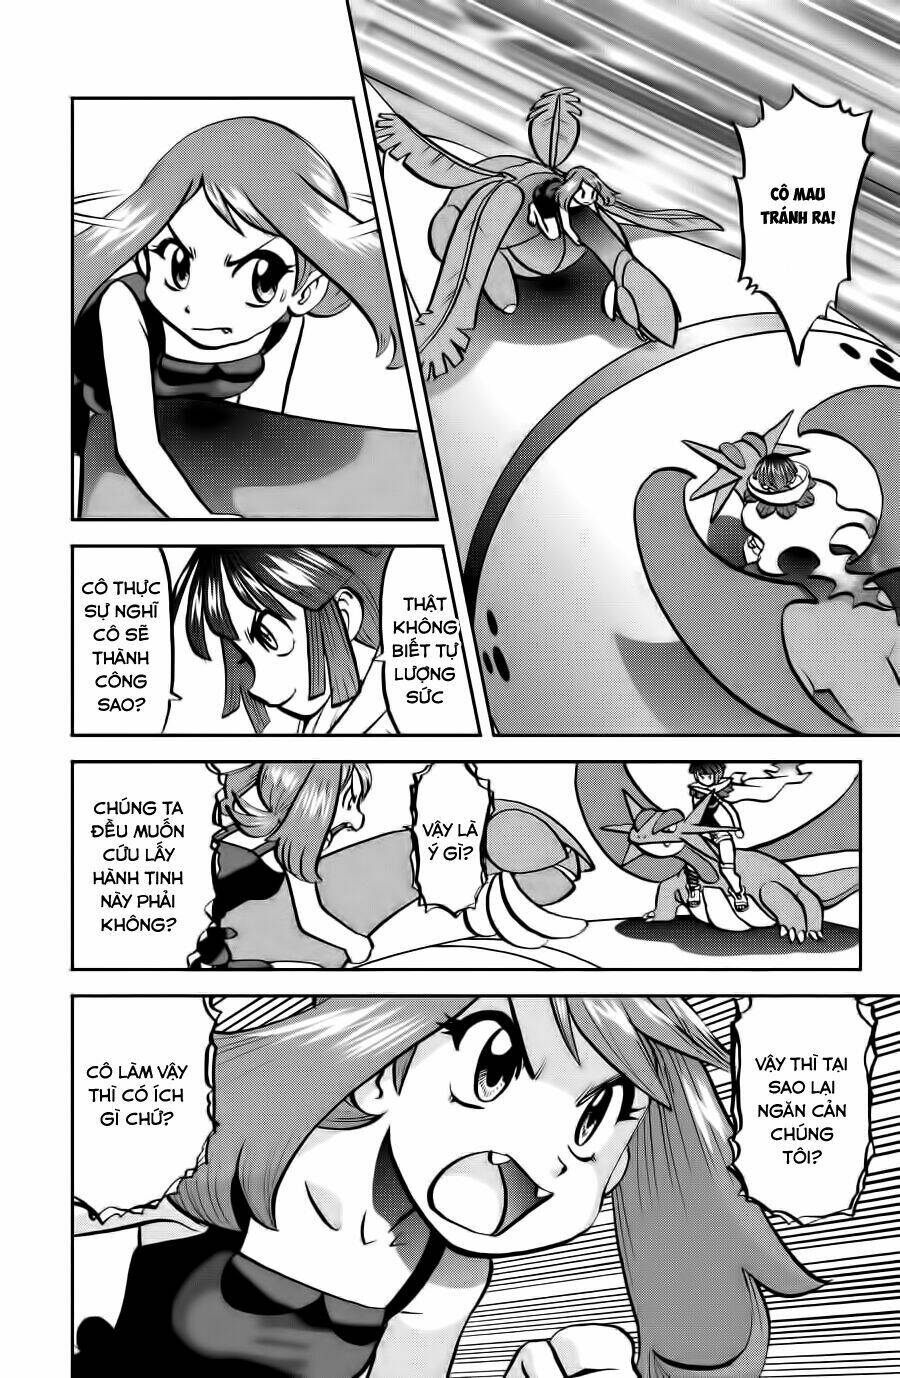 CÔ MAU
TRÁNH RA!
THẬT
KHÔNG
BIẾT TỰ
LƯỢNG
SỨC
CÔ THỰC
SỰ NGHĨ
CÔ SẼ
THÀNH
CÔNG
SAO?
VẬY LÀ
Ý GÌ?
CHÚNG TA
ĐỀU MUỐN
CỨU LẤY
HÀNH TINH
NÀY PHẢI
KHÔNG?
VẬY THÌ TẠI
SAO LẠI
NGĂN CẢN
CHÚNG
TÔI?
CÔ LÀM VẬY
THÌ CÓ ÍCH
GÌ CHỨ?